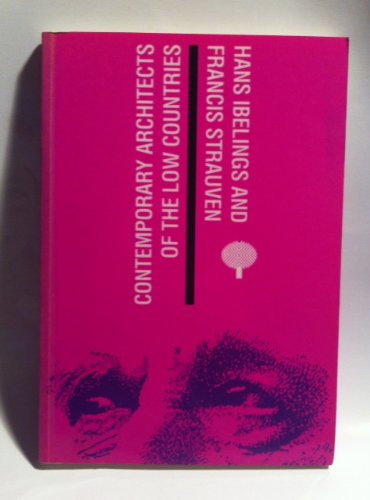 HANS IBELINGS AND
FRANCIS STRAUVEN
CONTEMPORARY ARCHITECTS
OF THE LOW COUNTRIES